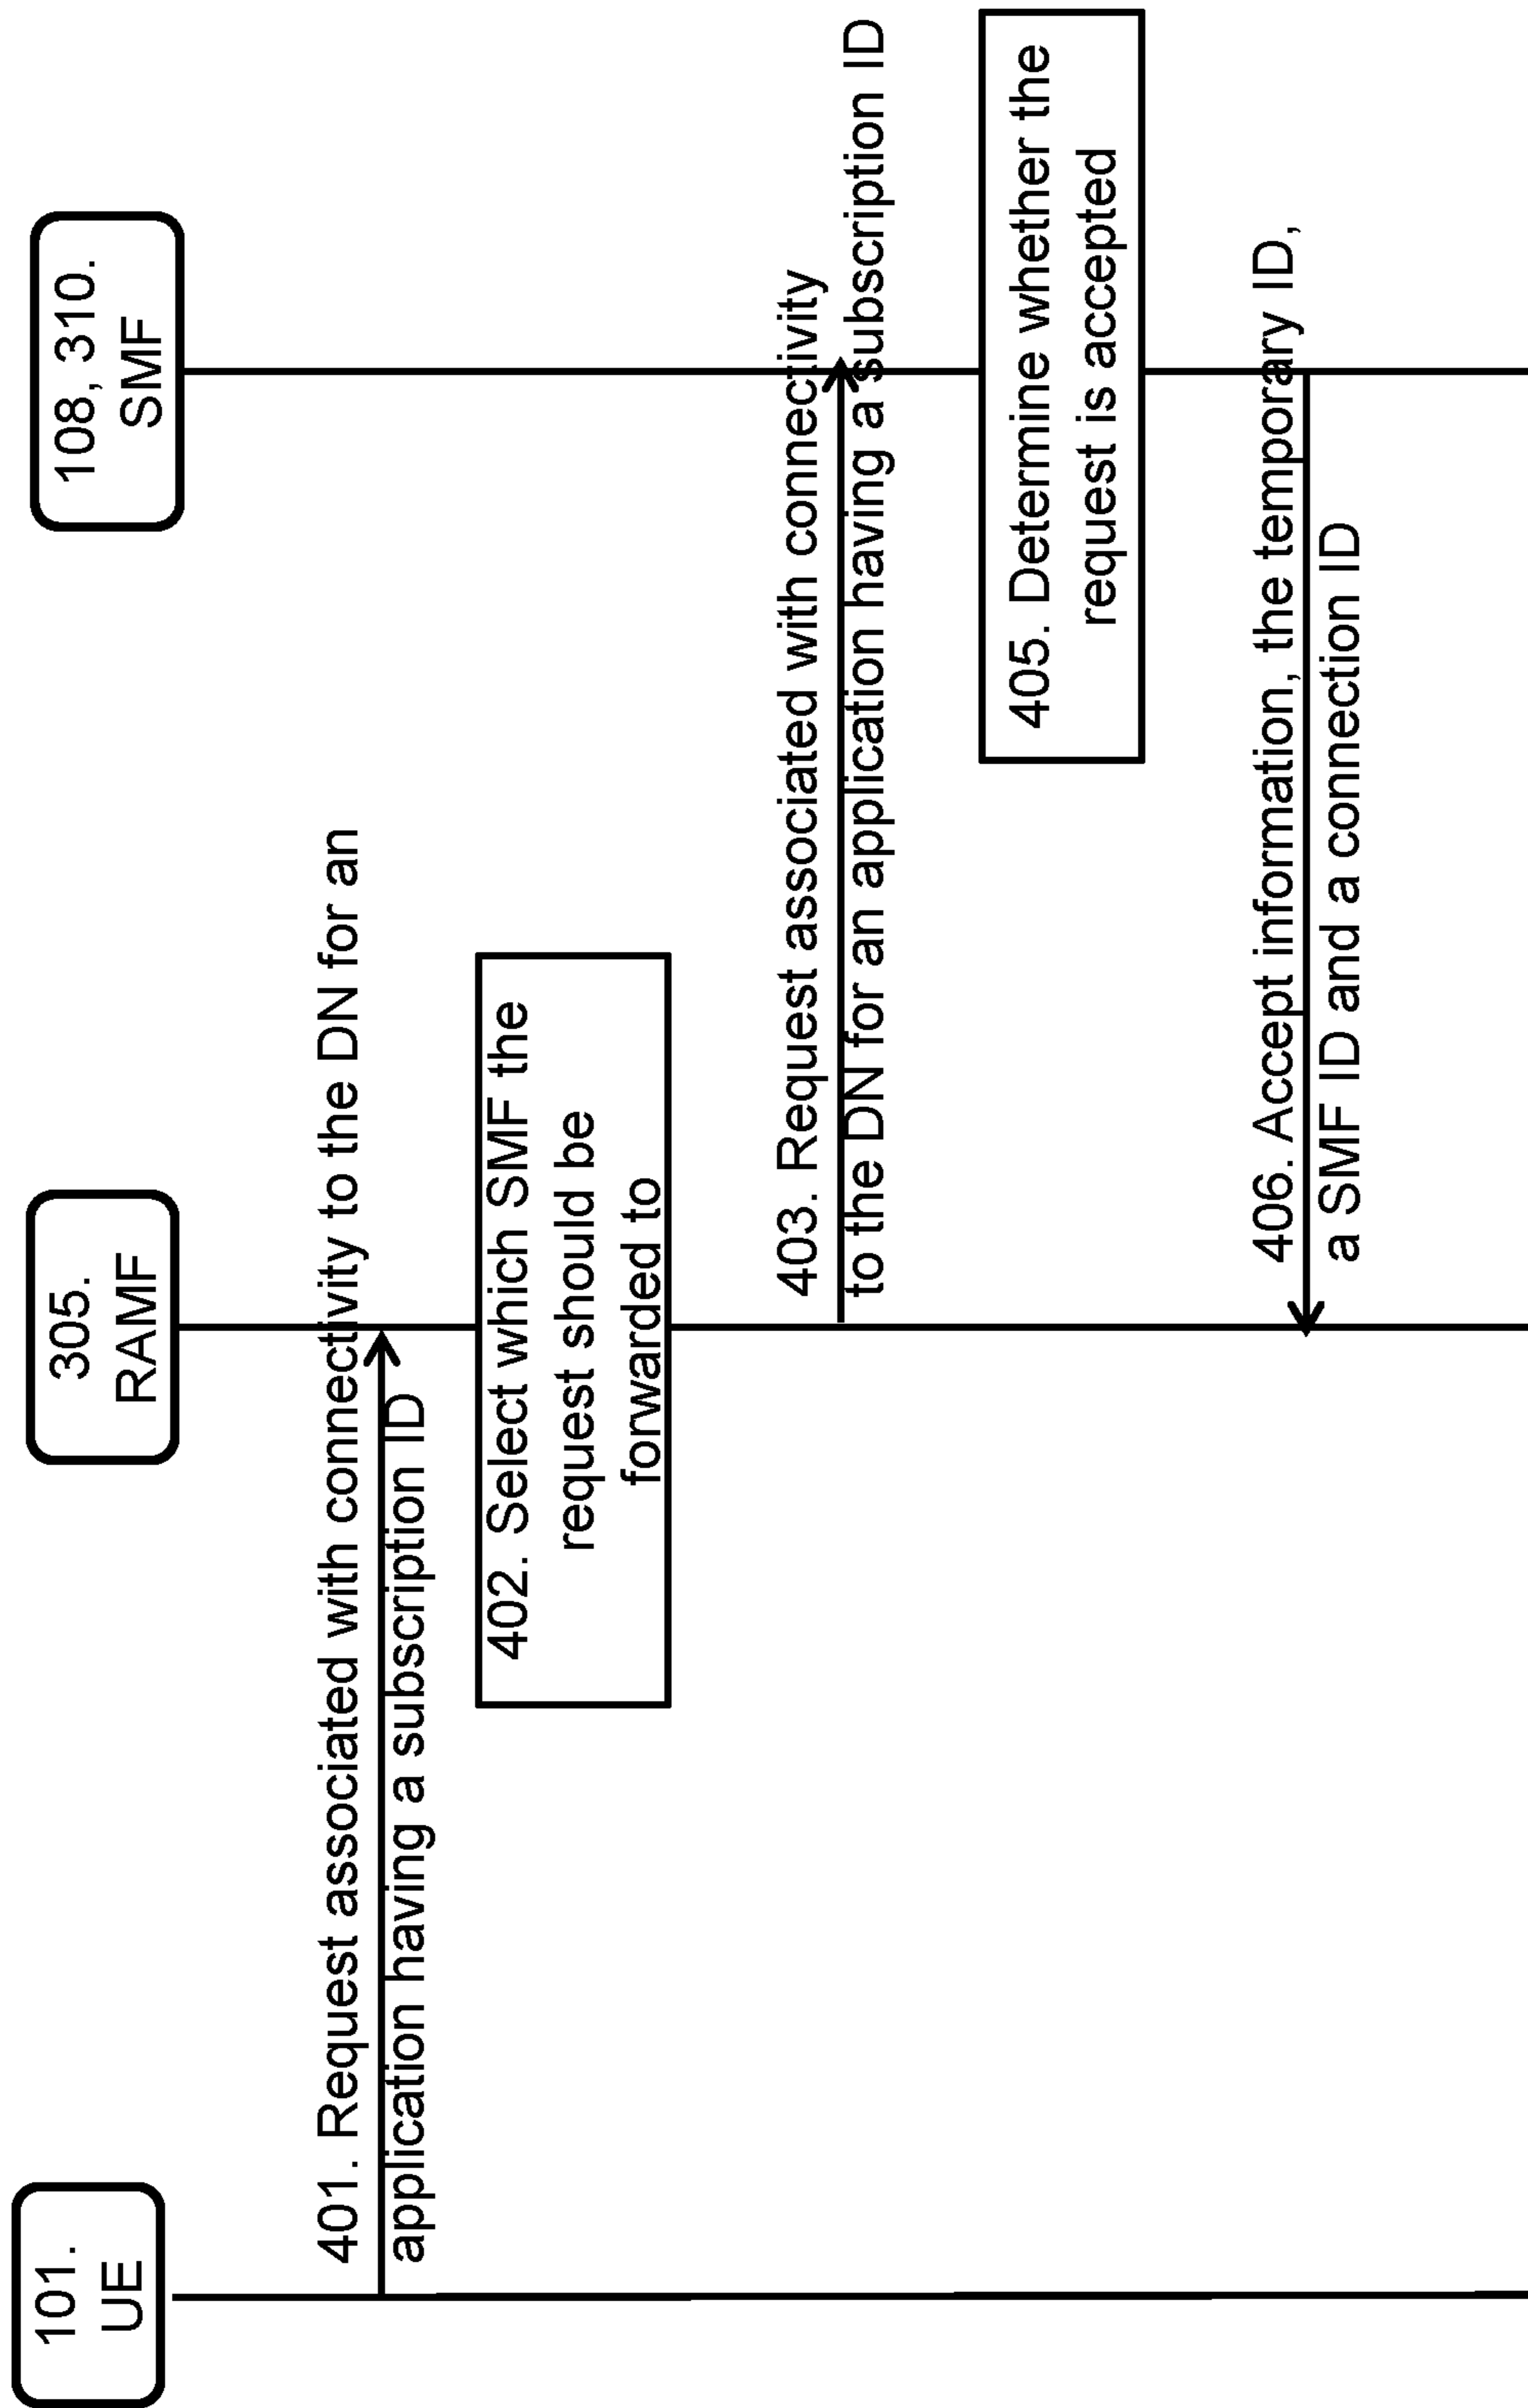 101.
UE
305.
RAMF
108, 310.
SMF
401. Request associated with connectivity to the DN for an
application having a subscription ID
402. Select which SMF the
request should be
forwarded to
403. Request associated with connectivity
to the DN for an application having a subscription ID
405. Determine whether the
request is accepted
406. Accept information, the temporary ID,
a SMF ID and a connection ID